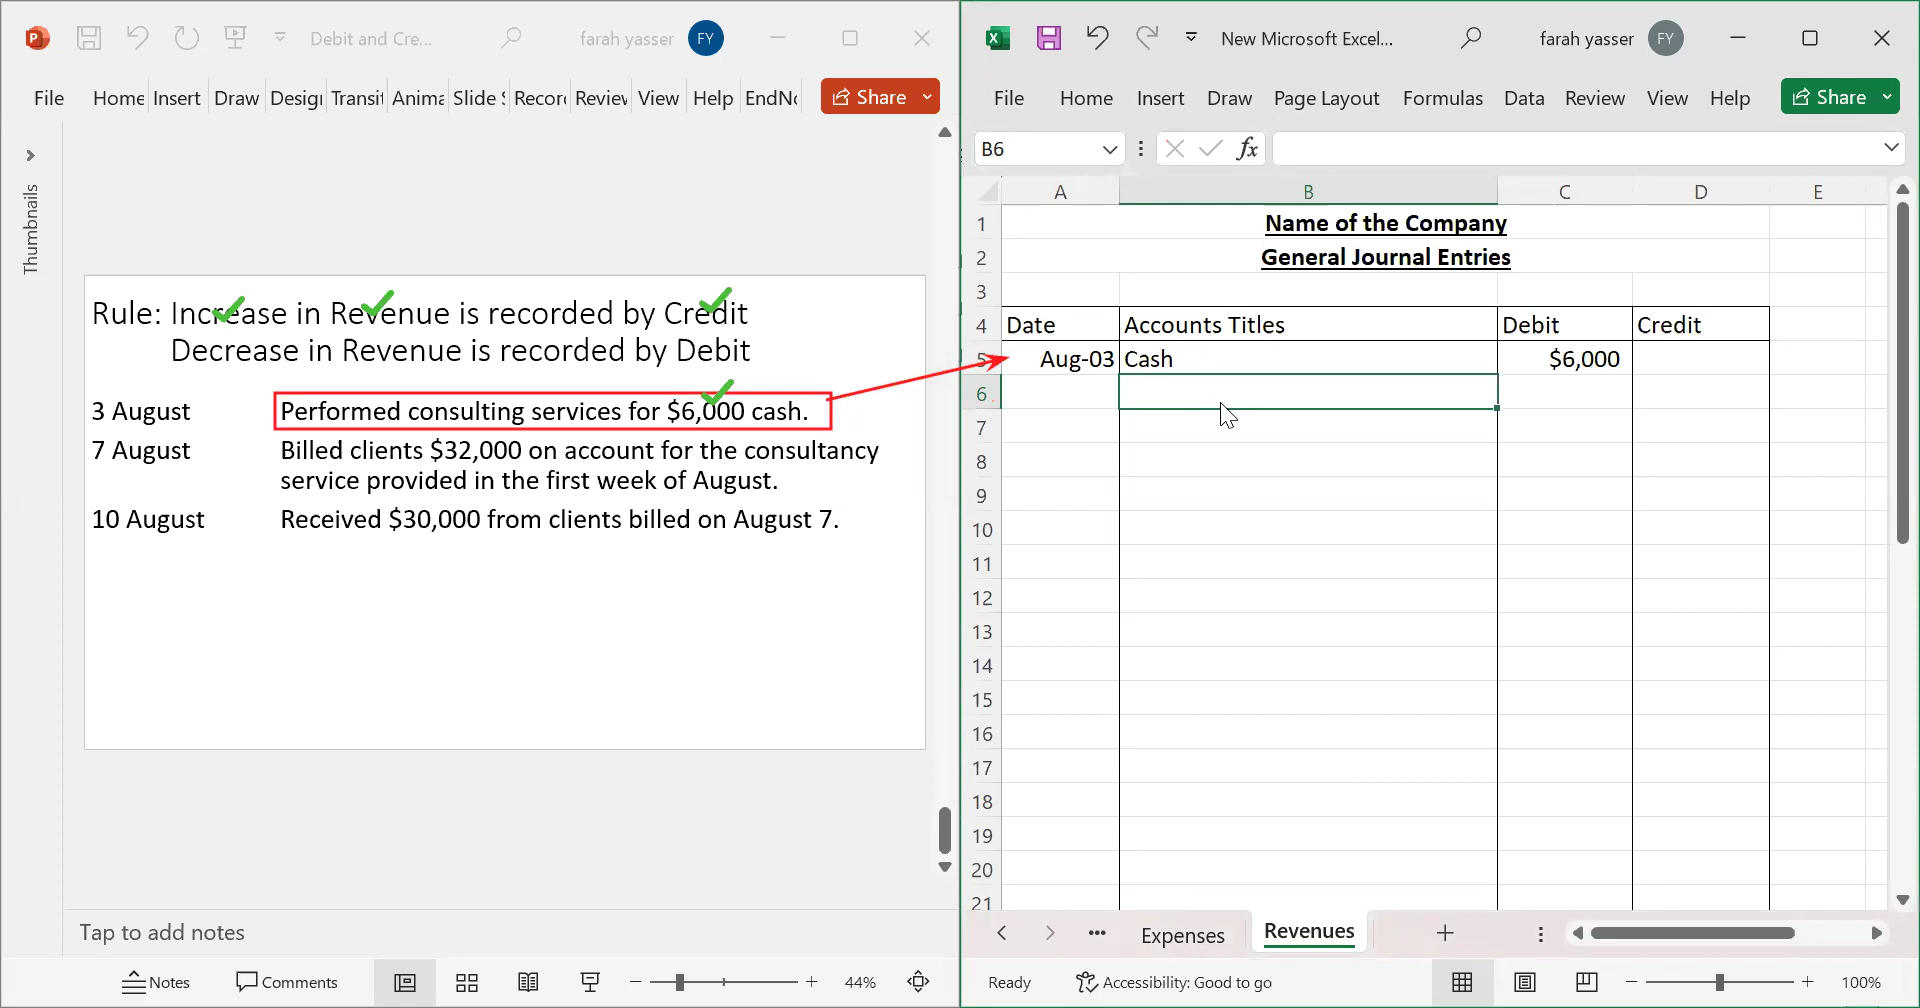 Debit and Cre...
farah yasser
FY
File
Home
Insert
Draw
Transit
View
Help
Share
Thumbnails
Rule: Increase in Revenue is recorded by Credit
Decrease in Revenue is recorded by Debit
3 August Performed consulting services for $6,000 cash.
7 August Billed clients $32,000 on account for the consultancy
service provided in the first week of August.
10 August Received $30,000 from clients billed on August 7.
Tap to add notes
Notes
Comments
44%
New Microsoft Excel...
farah yasser
FY
File
Home
Insert
Draw
Page Layout
Formulas
Data
Review
View
Help
Share
B6
fx
A B C D E
1 Name of the Company
2 General Journal Entries
3
4 Date Accounts Titles Debit Credit
5 Aug-03 Cash $6,000
6
7
8
9
10
11
12
13
14
15
16
17
18
19
20
21
Expenses
Revenues
Ready
Accessibility: Good to go
100%